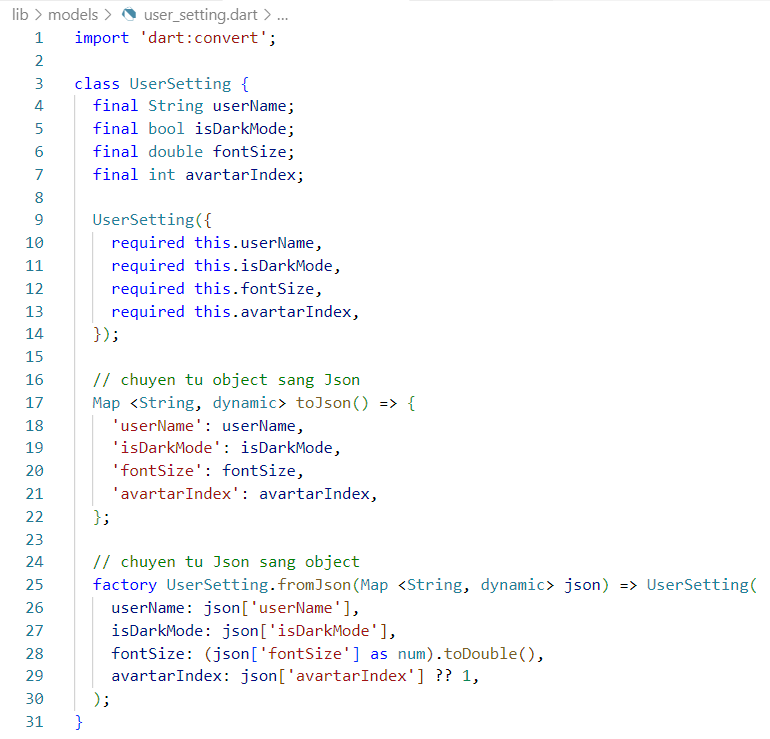 lib > models > user_setting.dart > ...
1 import 'dart:convert';
2
3 class UserSetting {
4 final String userName;
5 final bool isDarkMode;
6 final double fontSize;
7 final int avartarIndex;
8
9 UserSetting({
10 required this.userName,
11 required this.isDarkMode,
12 required this.fontSize,
13 required this.avartarIndex,
14 });
15
16 // chuyen tu object sang Json
17 Map <String, dynamic> toJson() => {
18 'userName': userName,
19 'isDarkMode': isDarkMode,
20 'fontSize': fontSize,
21 'avartarIndex': avartarIndex,
22 };
23
24 // chuyen tu Json sang object
25 factory UserSetting.fromJson(Map <String, dynamic> json) => UserSetting(
26 userName: json['userName'],
27 isDarkMode: json['isDarkMode'],
28 fontSize: (json['fontSize'] as num).toDouble(),
29 avartarIndex: json['avartarIndex'] ?? 1,
30 );
31 }